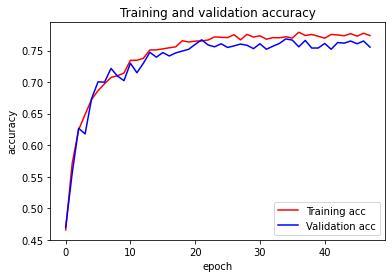 Training and validation accuracy
accuracy
0.75
0.70
0.65
0.60
0.55
0.50
0.45
0 10 20 30 40
epoch
Training acc
Validation acc